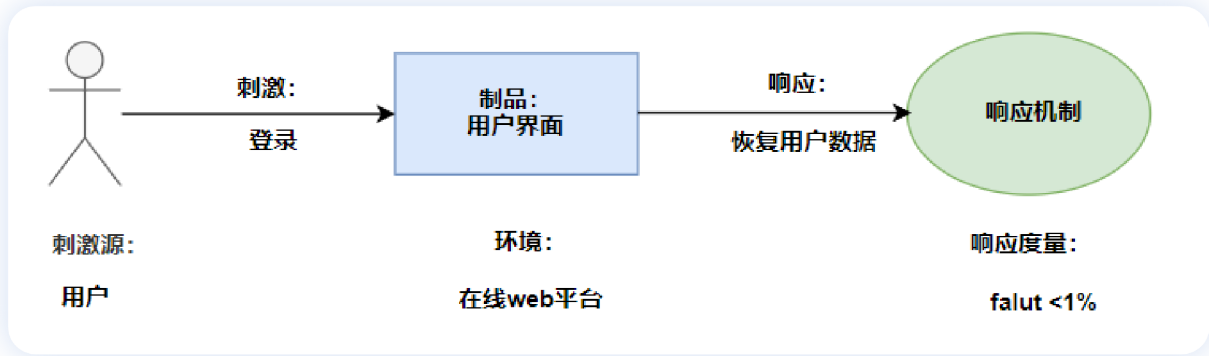 刺激：
登录
制品：
用户界面
响应：
恢复用户数据
响应机制
刺激源：
用户
环境：
在线web平台
响应度量：
falut <1%